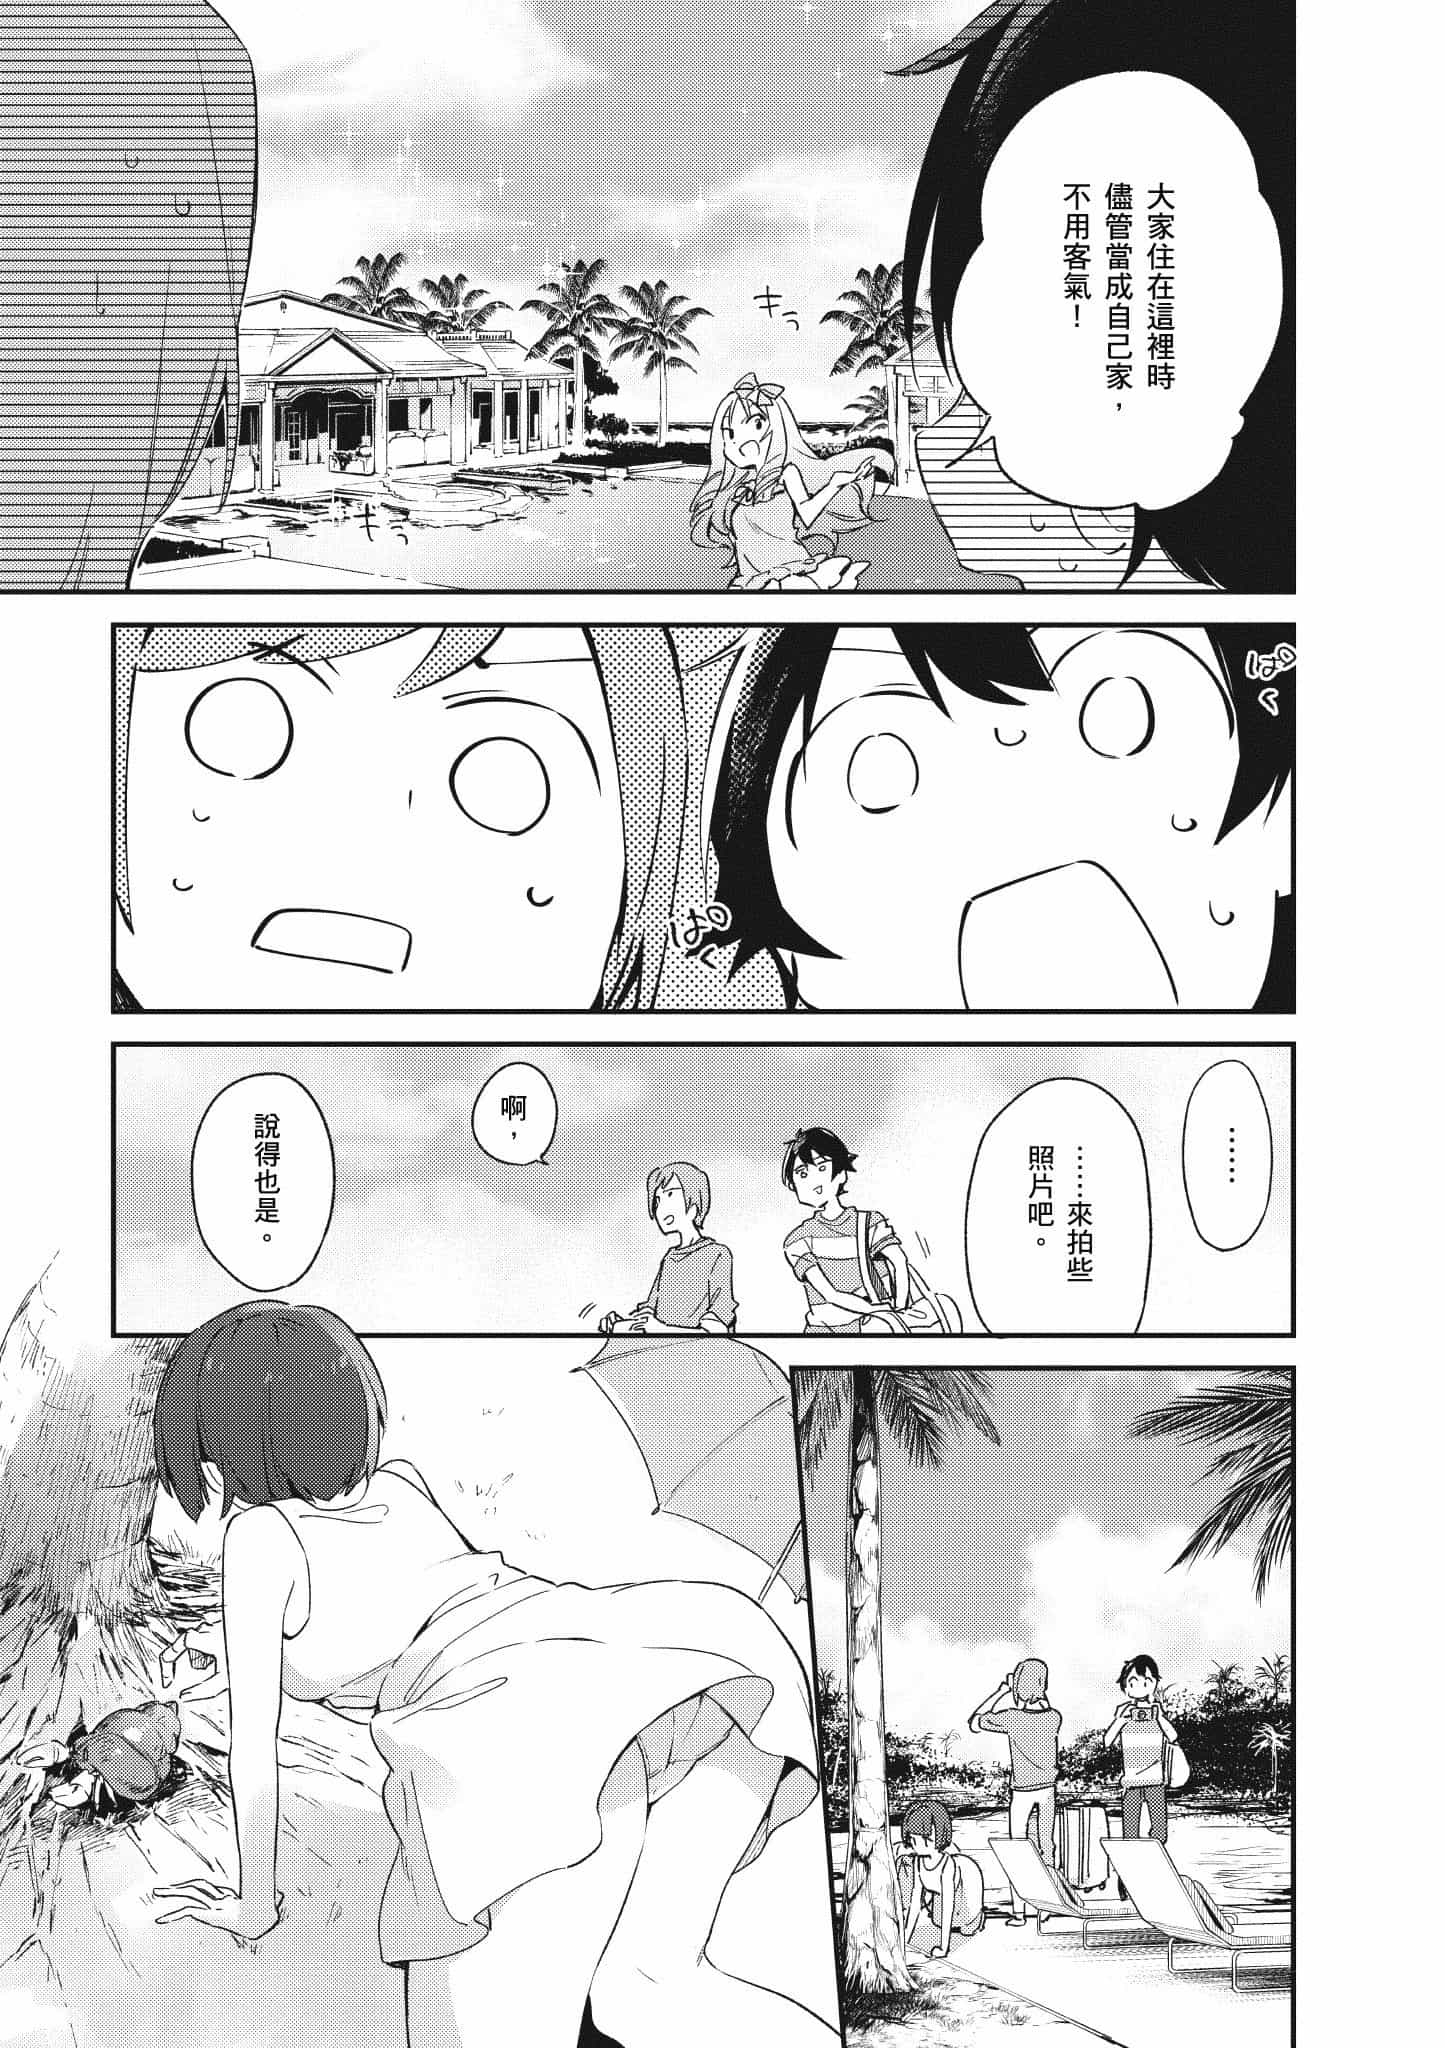 大家住在這裡時
儘管當成自己家，
不用客氣！
キラ
キラ
ぱく
ぱく
……
……來拍些
照片吧。
啊，
說得也是。